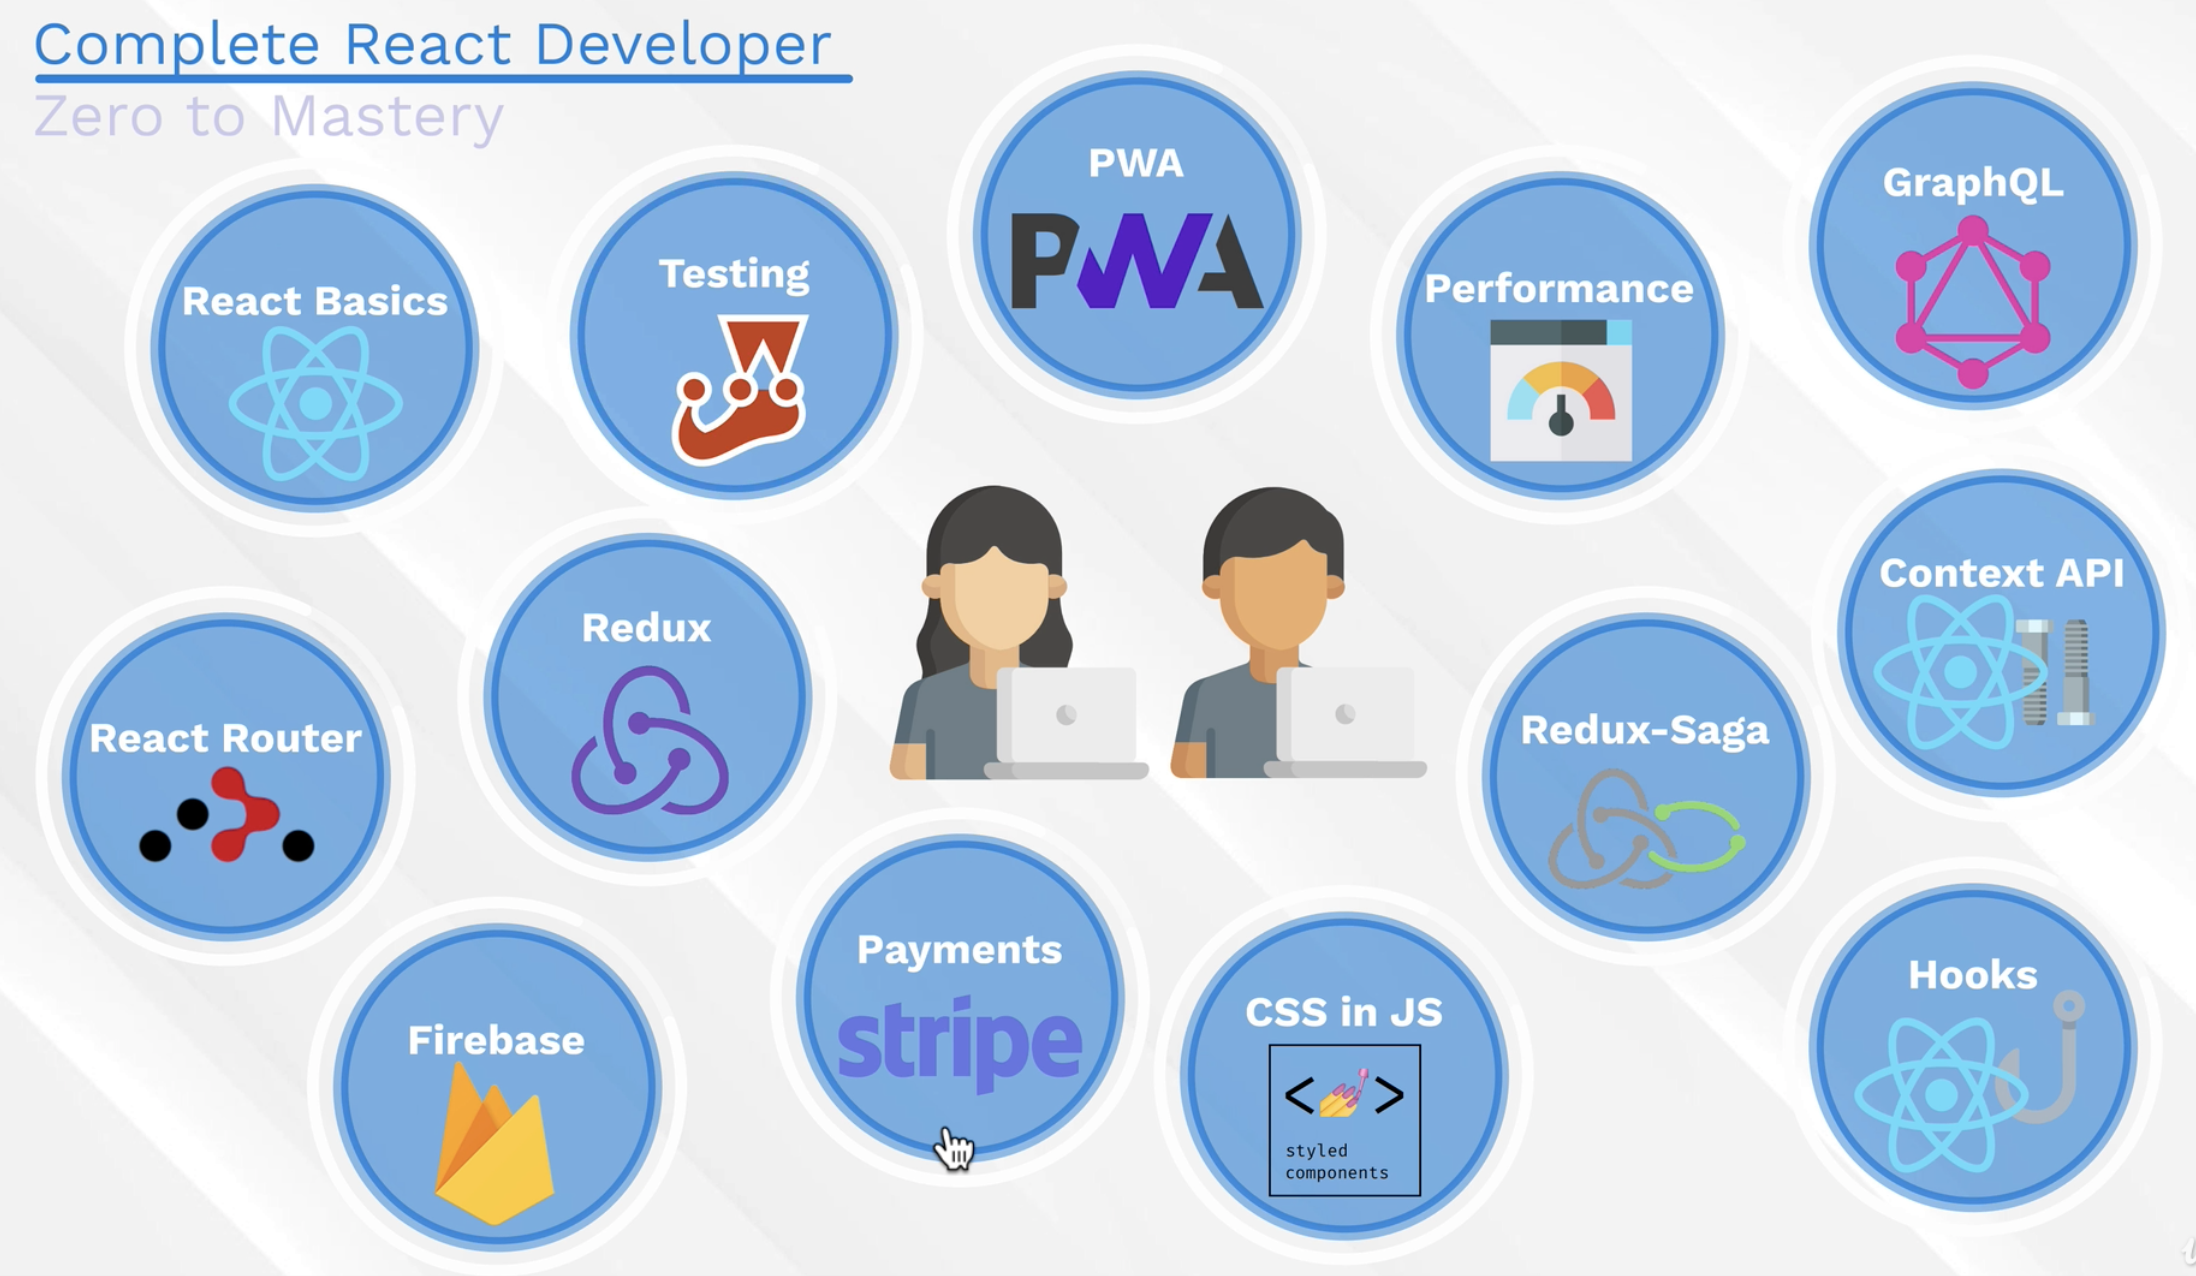 Complete React Developer
Zero to Mastery
PWA
PWA
GraphQL
React Basics
Testing
Performance
Context API
Redux
React Router
Redux-Saga
Payments
stripe
CSS in JS
< >
styled
components
Hooks
Firebase